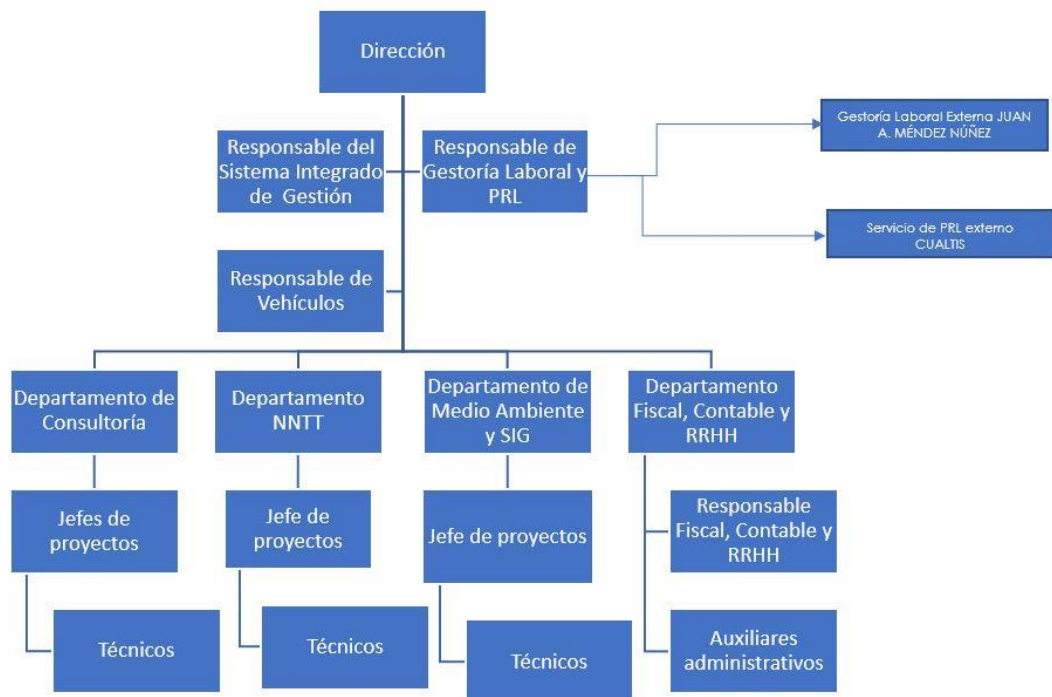 Dirección
Gestoría Laboral Externa JUAN
A. MÉNDEZ NÚÑEZ
Responsable del
Sistema Integrado
de Gestión
Responsable de
Gestoría Laboral y
PRL
Servicio de PRL externo
CUALTIS
Responsable de
Vehículos
Departamento de
Consultoría
Departamento
NNTT
Departamento de
Medio Ambiente
y SIG
Departamento
Fiscal, Contable y
RRHH
Jefes de
proyectos
Jefe de
proyectos
Jefe de proyectos
Responsable
Fiscal, Contable y
RRHH
Técnicos
Técnicos
Técnicos
Auxiliares
administrativos